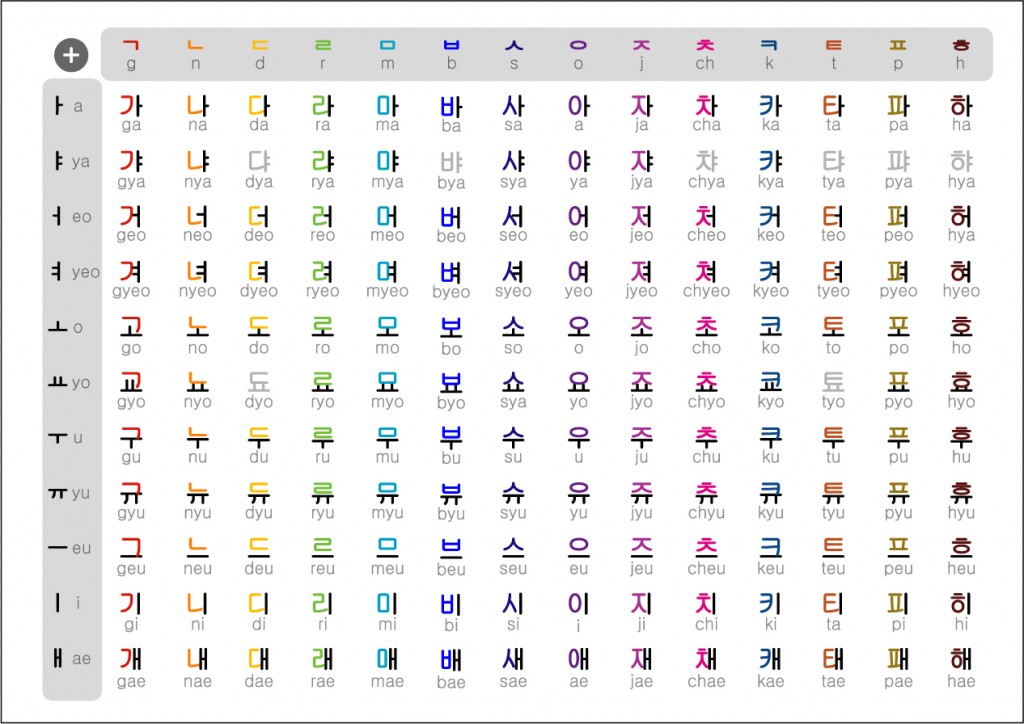 + ㄱ ㄴ ㄷ ㄹ ㅁ ㅂ ㅅ ㅇ ㅈ ㅊ ㅋ ㅌ ㅍ ㅎ
g n d r m b s o j ch k t p h
ㅏ a 가 나 다 라 마 바 사 아 자 차 카 타 파 하
ga na da ra ma ba sa a ja cha ka ta pa ha
ㅑ ya 갸 냐 댜 랴 먀 뱌 샤 야 쟈 챠 캬 탸 퍄 햐
gya nya dya rya mya bya sya ya jya chya kya tya pya hya
ㅓ eo 거 너 더 러 머 버 서 어 저 처 커 터 퍼 허
geo neo deo reo meo beo seo eo jeo cheo keo teo peo hya
ㅕ yeo 겨 녀 뎌 려 며 벼 셔 여 져 쳐 켜 텨 펴 혀
gyeo nyeo dyeo ryeo myeo byeo syeo yeo jyeo chyeo kyeo tyeo pyeo hyeo
ㅗ o 고 노 도 로 모 보 소 오 조 초 코 토 포 호
go no do ro mo bo so o jo cho ko to po ho
ㅛ yo 교 뇨 됴 료 묘 뵤 쇼 요 죠 쵸 쿄 툐 표 효
gyo nyo dyo ryo myo byo sya yo jyo chyo kyo tyo pyo hyo
ㅜ u 구 누 두 루 무 부 수 우 주 추 쿠 투 푸 후
gu nu du ru mu bu su u ju chu ku tu pu hu
ㅠ yu 규 뉴 듀 류 뮤 뷰 슈 유 쥬 츄 큐 튜 퓨 휴
gyu nyu dyu ryu myu byu syu yu jyu chyu kyu tyu pyu hyu
ㅡ eu 그 느 드 르 므 브 스 으 즈 츠 크 트 프 흐
geu neu deu reu meu beu seu eu jeu cheu keu teu peu heu
ㅣ i 기 니 디 리 미 비 시 이 지 치 키 티 피 히
gi ni di ri mi bi si i ji chi ki ta pi hi
ㅐ ae 개 내 대 래 매 배 새 애 재 채 캐 태 패 해
gae nae dae rae mae bae sae ae jae chae kae tae pae hae